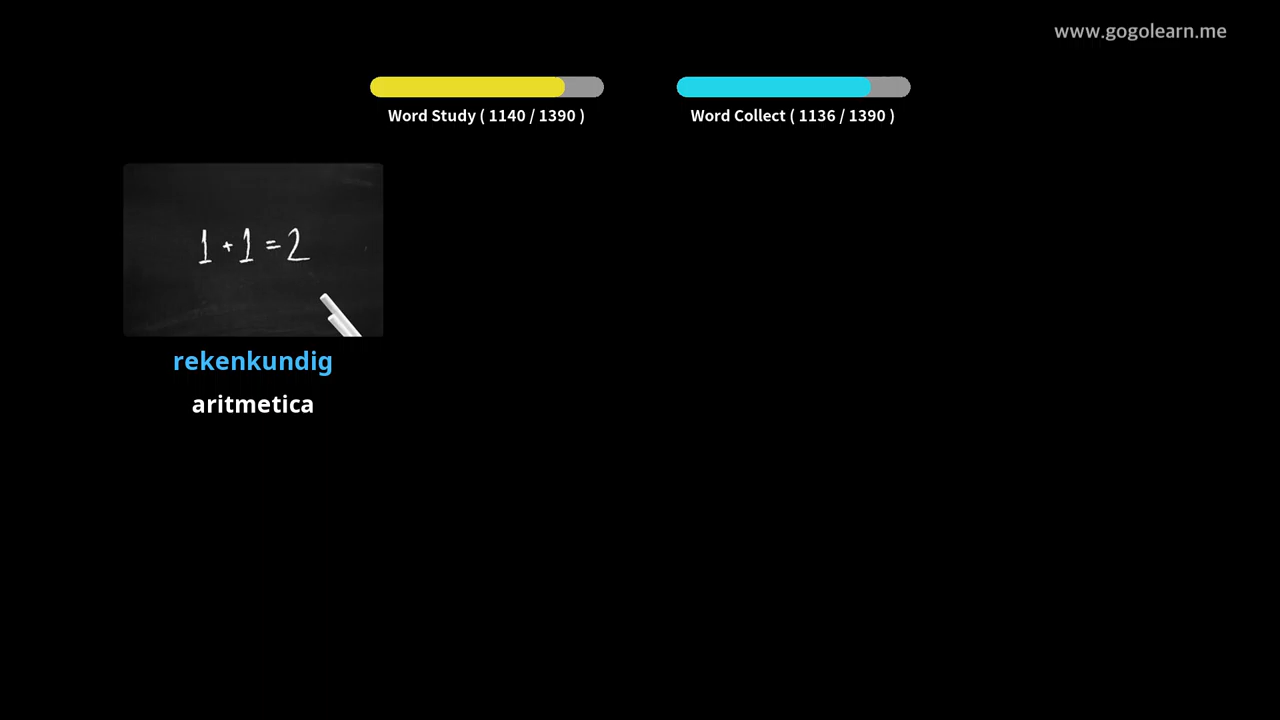 www.gogolearn.me
Word Study ( 1140 / 1390 )
Word Collect ( 1136 / 1390 )
1 + 1 = 2
rekenkundig
aritmetica